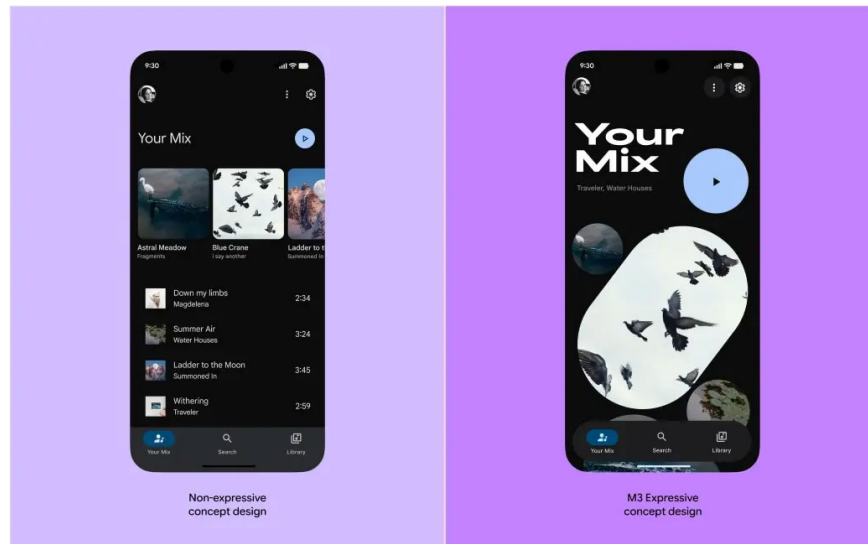 9:30
Your Mix
Astral Meadow
Fragments
Blue Crane
I say another
Ladder to t
Summoned In
Down my limbs
Magdelena
2:34
Summer Air
Water Houses
3:24
Ladder to the Moon
Summoned In
3:45
Withering
Traveler
2:59
Your Mix
Search
Library
Non-expressive
concept design
9:30
Your
Mix
Traveler, Water Houses
Your Mix
Search
Library
M3 Expressive
concept design